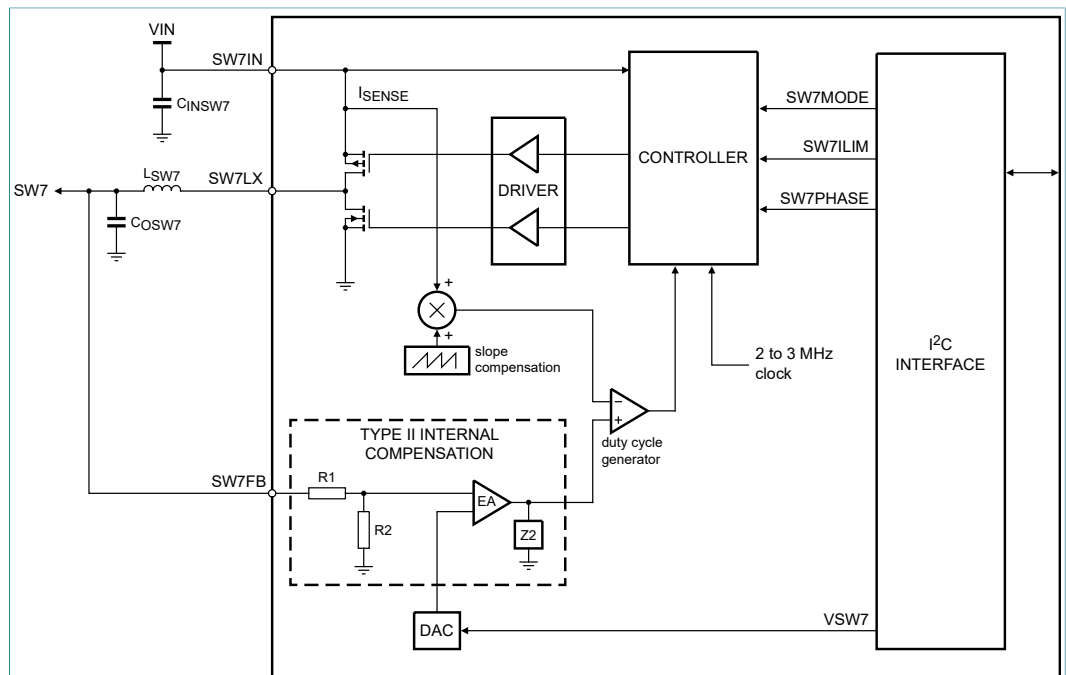 VIN
SW7IN
CINSW7
ISENSE
SW7MODE
SW7ILIM
SW7PHASE
CONTROLLER
DRIVER
LSW7
SW7LX
SW7
COSW7
+
+
slope
compensation
2 to 3 MHz
clock
I2C
INTERFACE
−
+
duty cycle
generator
TYPE II INTERNAL
COMPENSATION
SW7FB
R1
R2
EA
Z2
DAC
VSW7